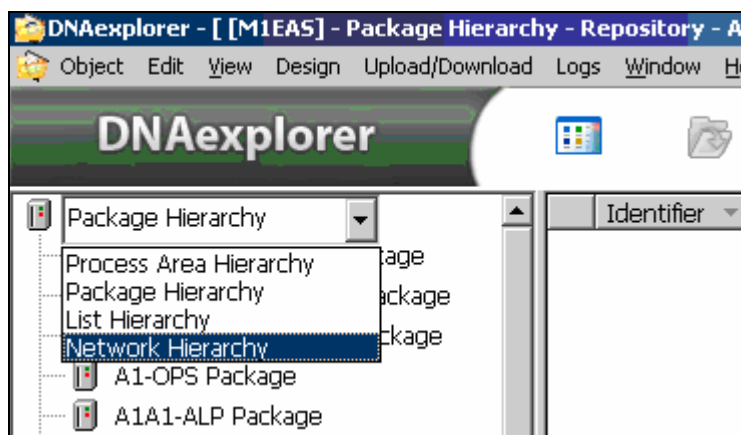 DNAexplorer - [ [M1EAS] - Package Hierarchy - Repository - A
Object Edit View Design Upload/Download Logs Window
DNAexplorer
Package Hierarchy
Identifier
Process Area Hierarchy
Package Hierarchy
List Hierarchy
Network Hierarchy
A1-OPS Package
A1A1-ALP Package